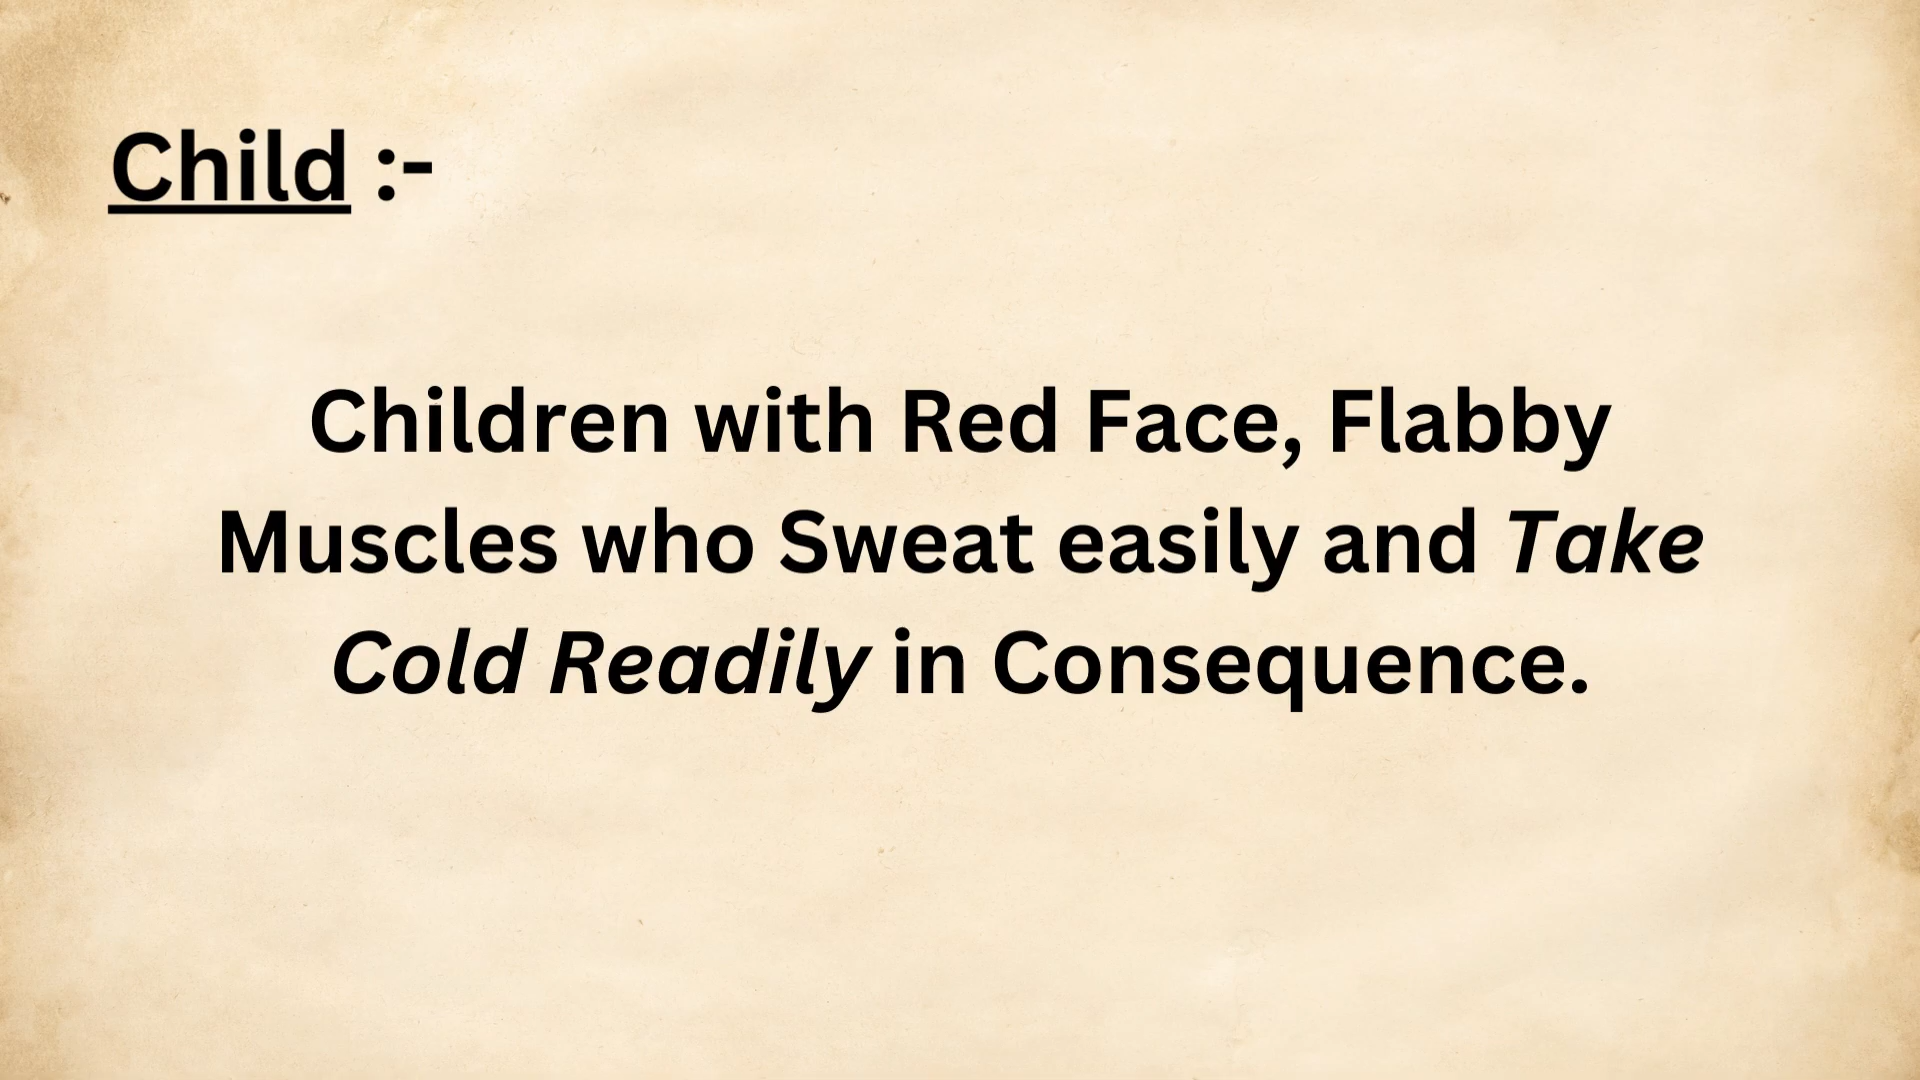 Child :-
Children with Red Face, Flabby
Muscles who Sweat easily and Take
Cold Readily in Consequence.